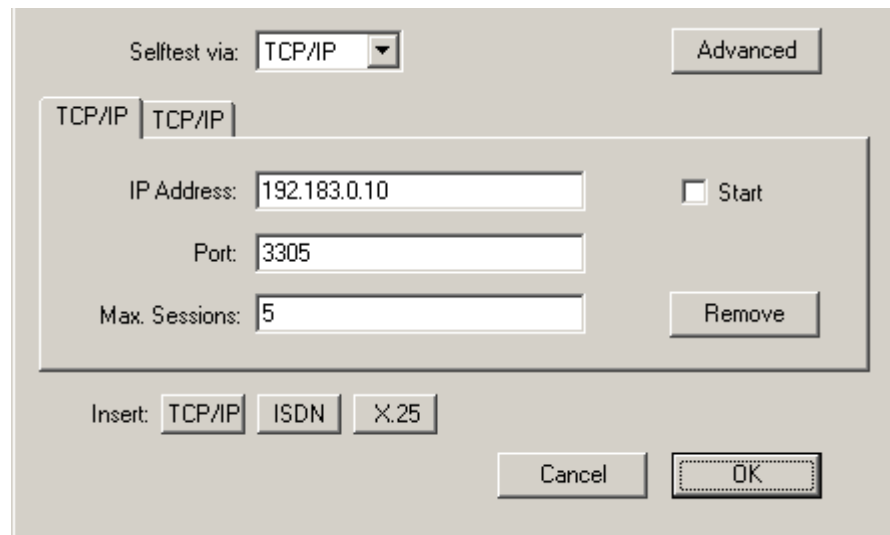 Selftest via: TCP/IP Advanced
TCP/IP TCP/IP
IP Address: 192.183.0.10 Start
Port: 3305
Max. Sessions: 5 Remove
Insert: TCP/IP ISDN X.25
Cancel OK